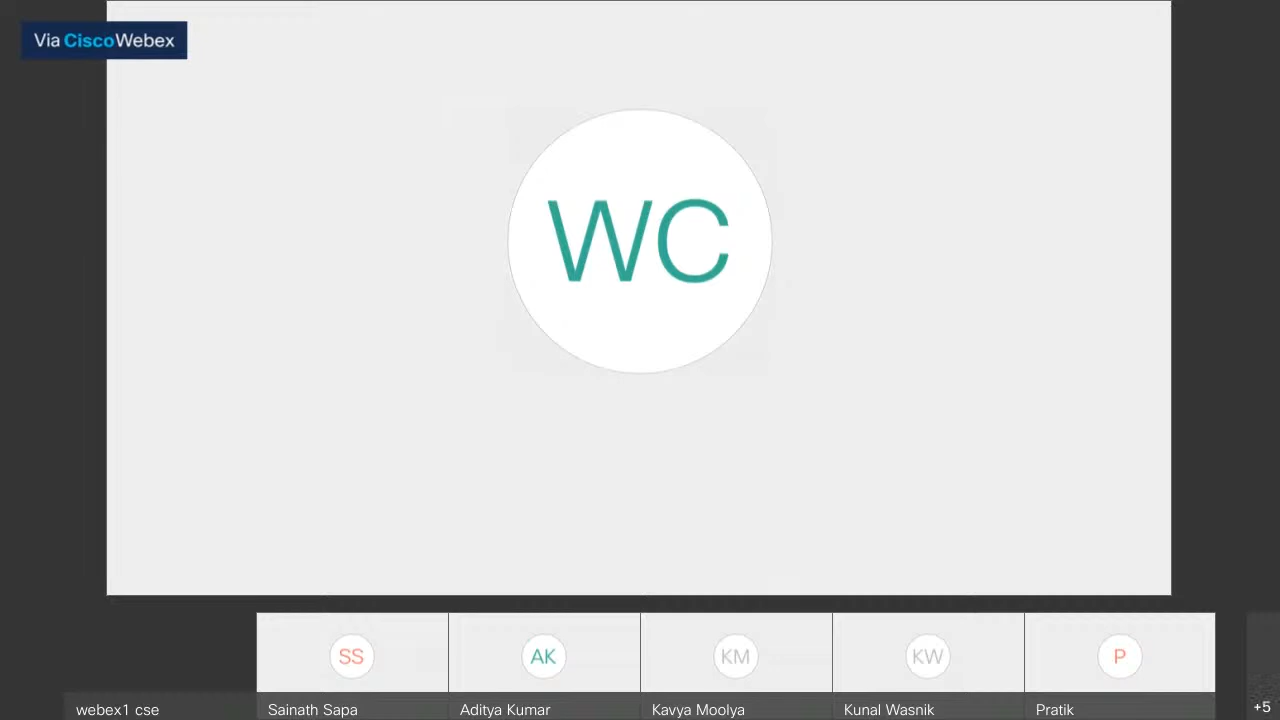 Via CiscoWebex
WC
SS
AK
KM
KW
P
webex1 cse
Sainath Sapa
Aditya Kumar
Kavya Moolya
Kunal Wasnik
Pratik
+5